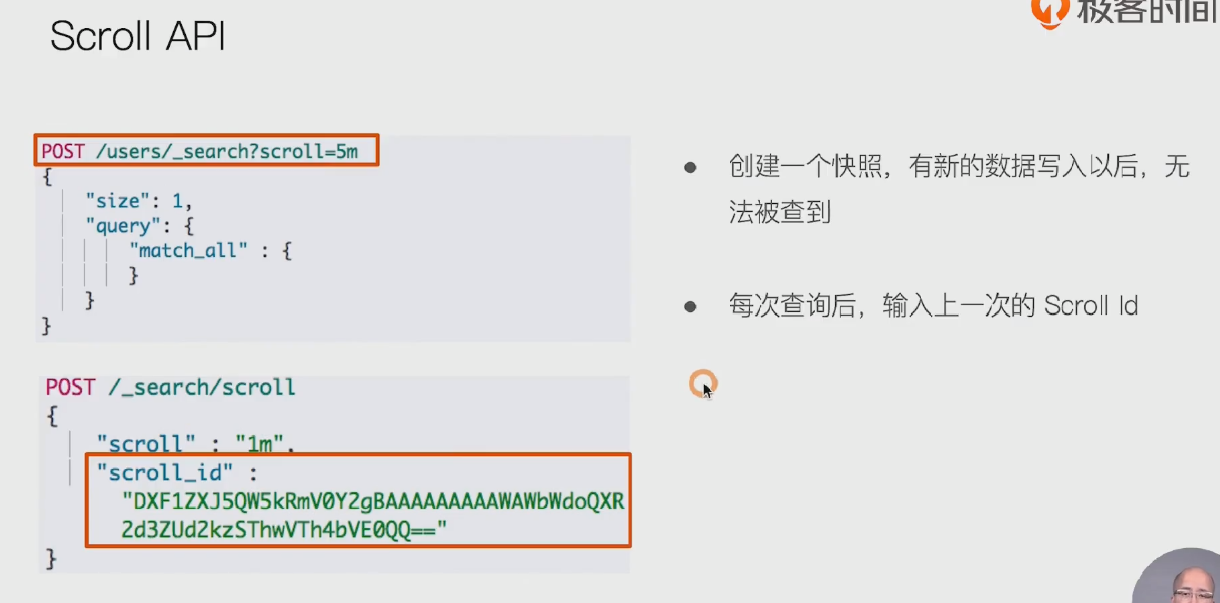 Scroll API
极客时间
POST /users/_search?scroll=5m
{
"size": 1,
"query": {
"match_all" : {
}
}
}
创建一个快照，有新的数据写入以后，无
法被查到
每次查询后，输入上一次的 Scroll Id
POST /_search/scroll
{
"scroll" : "1m",
"scroll_id" :
"DXF1ZXJ5QW5kRmV0Y2gBAAAAAAAAAWAWbWdoQXR
2d3ZUd2kzSThwVTh4bVE0QQ=="
}